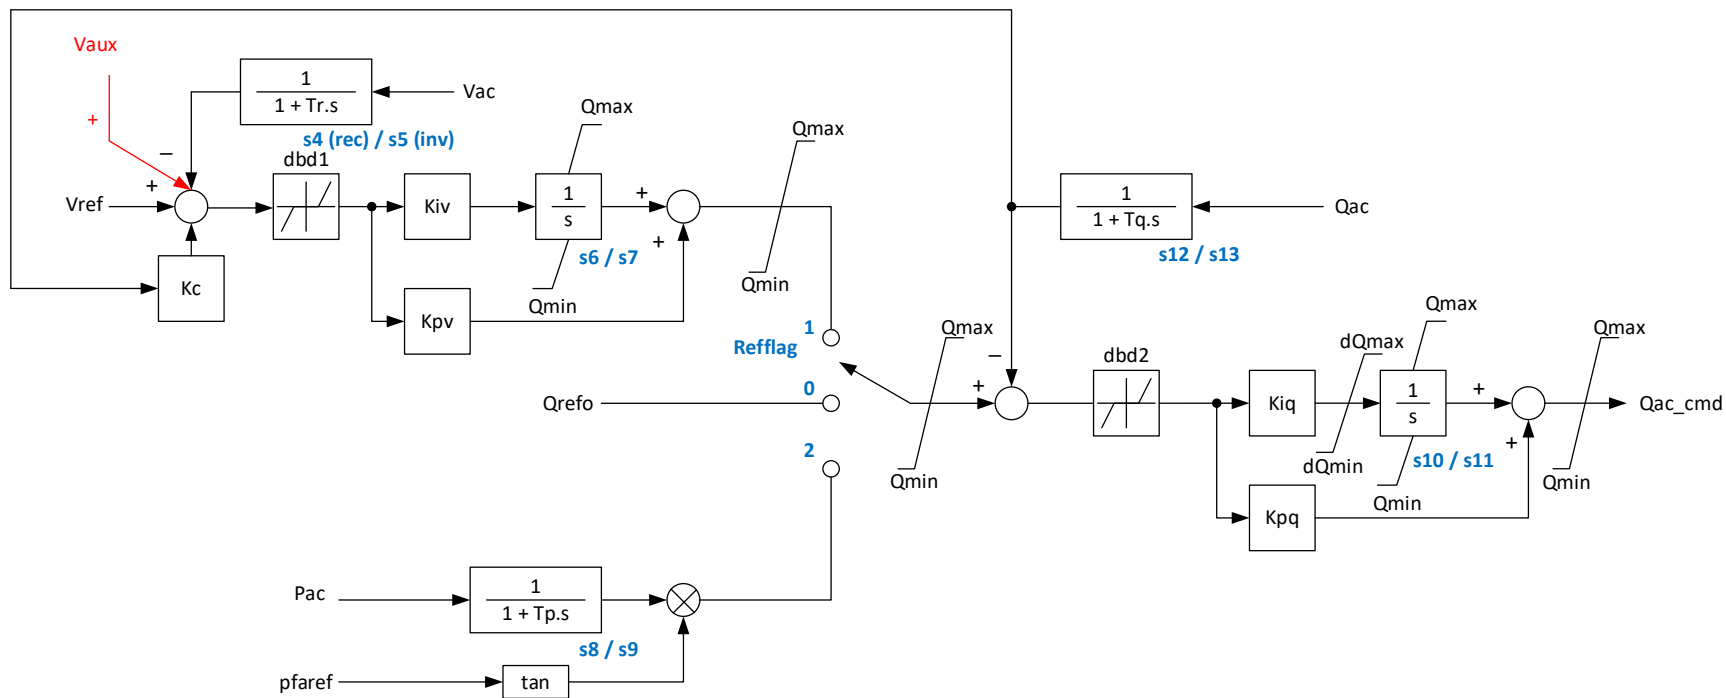 Vaux
+
1
1 + Tr.s
Vac
s4 (rec) / s5 (inv)
–
+
Vref
dbd1
Kc
Kiv
Kpv
Qmax
1
s
Qmin
s6 / s7
+
+
Qmax
Qmin
1
Refflag
0
2
Qrefo
Pac
1
1 + Tp.s
s8 / s9
pfaref
tan
Qmax
Qmin
1
1 + Tq.s
Qac
s12 / s13
–
+
dbd2
Kiq
Kpq
dQmax
dQmin
Qmax
1
s
Qmin
s10 / s11
+
+
Qmax
Qmin
Qac_cmd